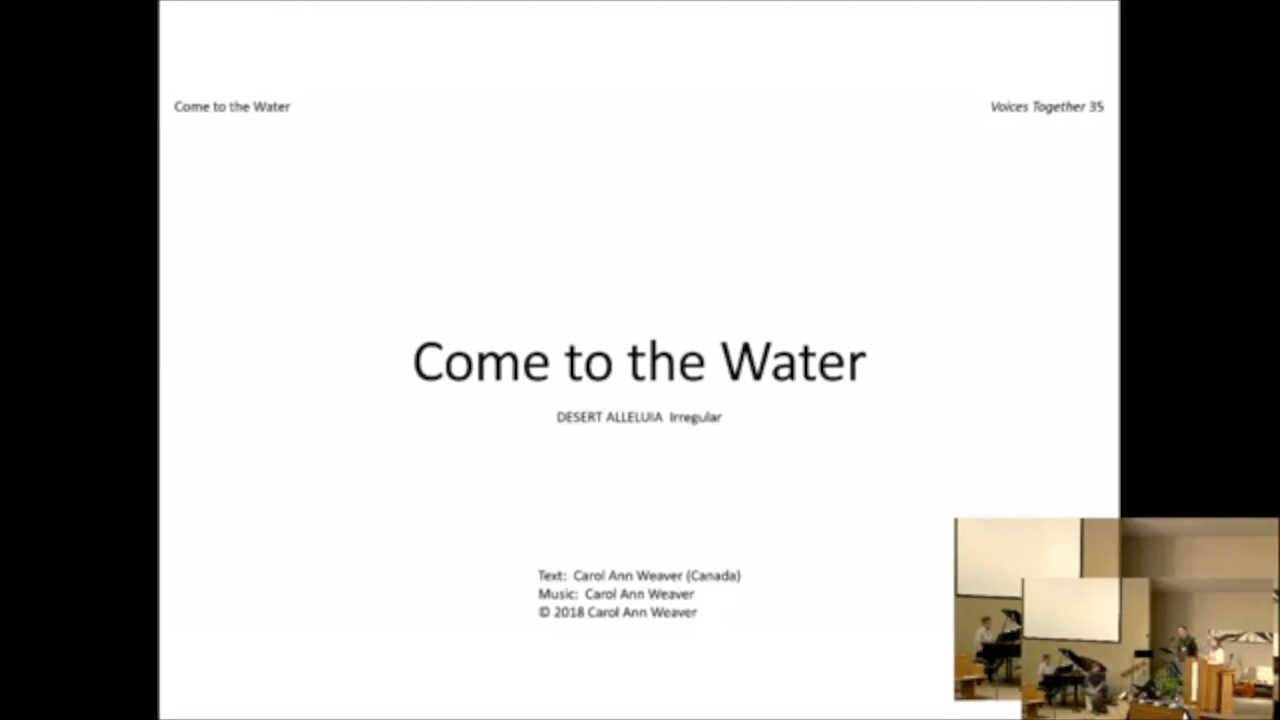 Come to the Water
Voices Together 35
Come to the Water
DESERT ALLELUIA Irregular
Text: Carol Ann Weaver (Canada)
Music: Carol Ann Weaver
© 2018 Carol Ann Weaver